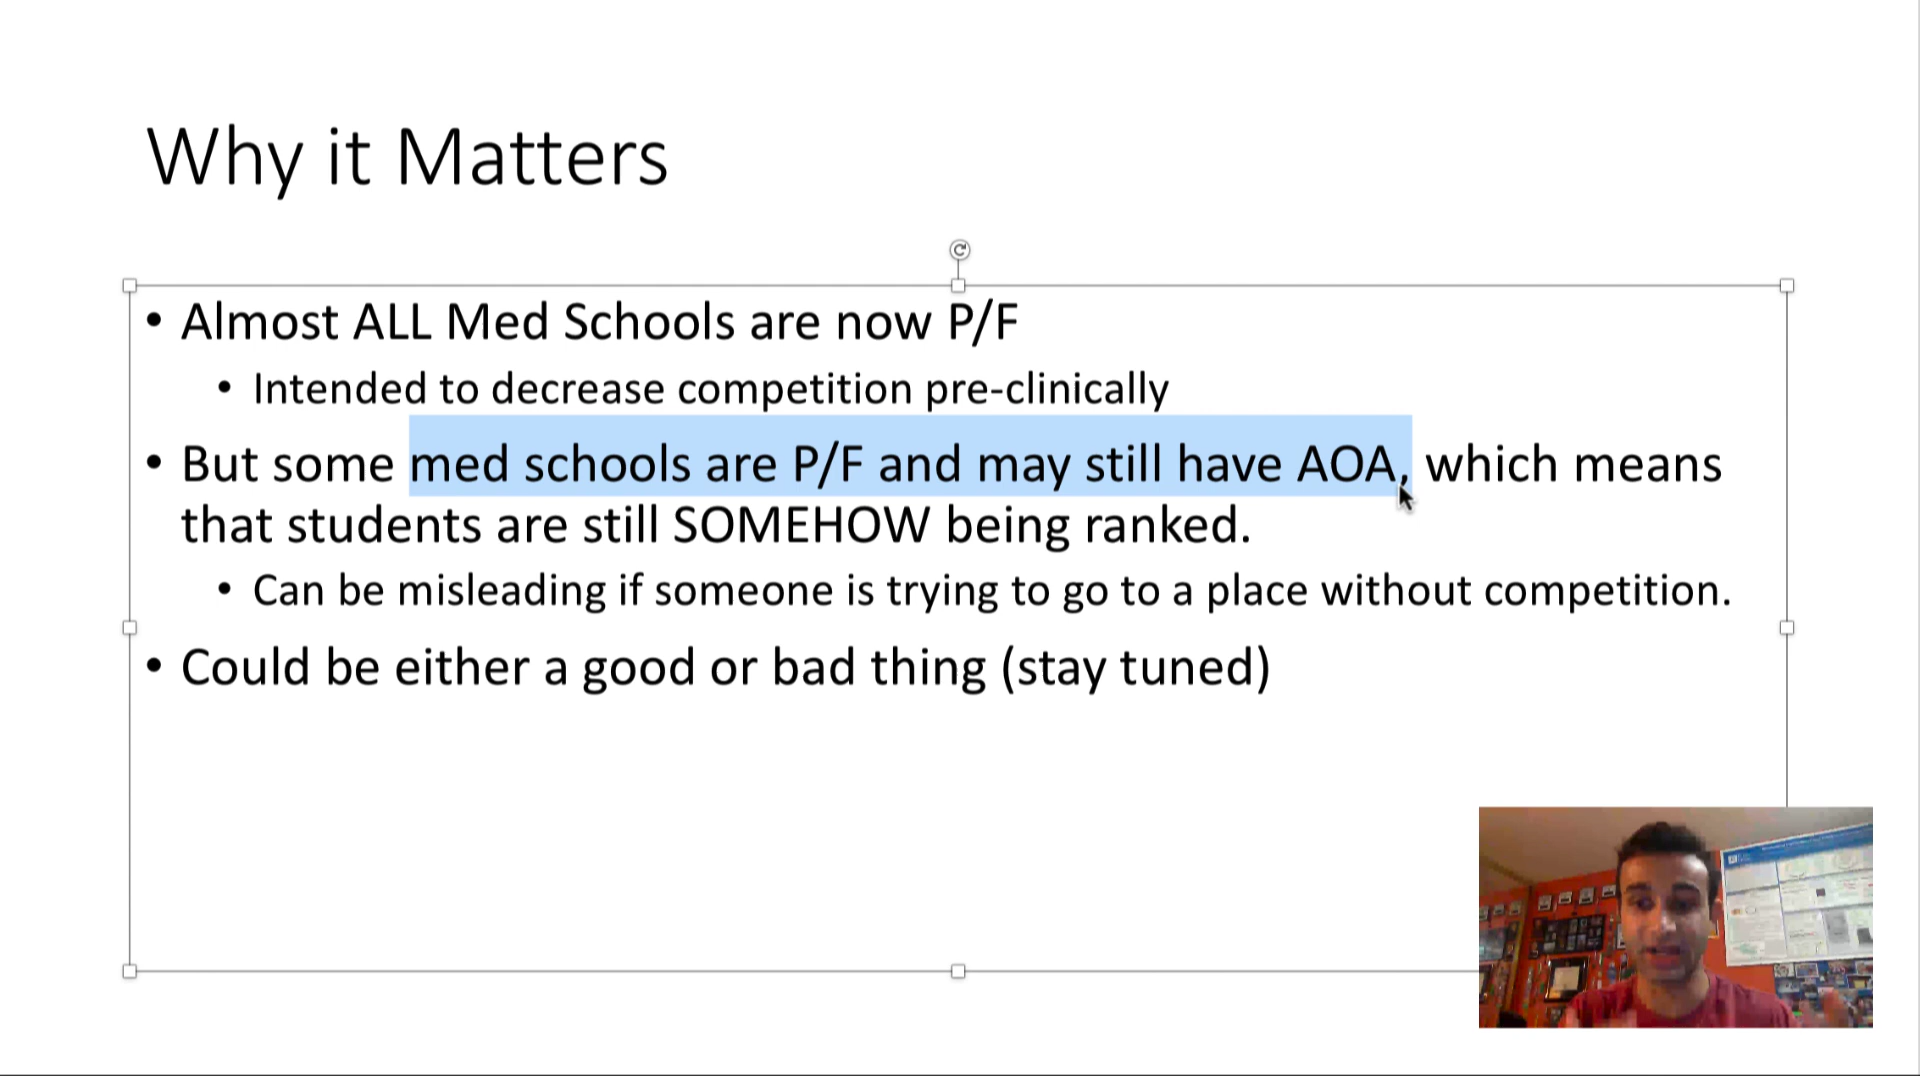 Why it Matters
• Almost ALL Med Schools are now P/F
• Intended to decrease competition pre-clinically
• But some med schools are P/F and may still have AOA, which means
that students are still SOMEHOW being ranked.
• Can be misleading if someone is trying to go to a place without competition.
• Could be either a good or bad thing (stay tuned)